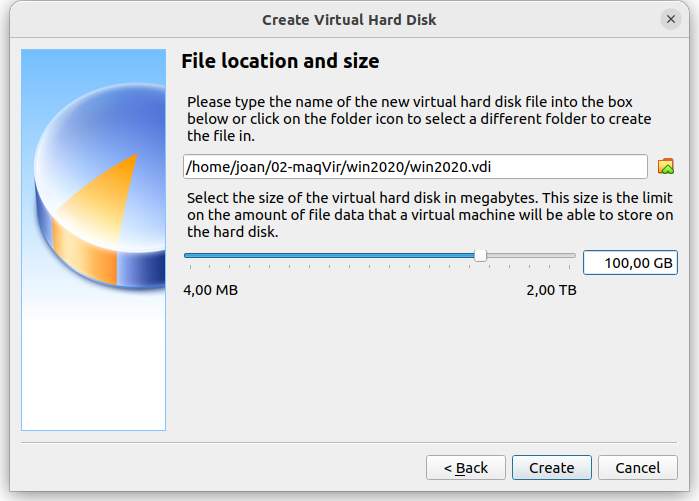 Create Virtual Hard Disk
File location and size
Please type the name of the new virtual hard disk file into the box
below or click on the folder icon to select a different folder to create
the file in.
/home/joan/02-maqVir/win2020/win2020.vdi
Select the size of the virtual hard disk in megabytes. This size is the limit
on the amount of file data that a virtual machine will be able to store on
the hard disk.
100,00 GB
4,00 MB 2,00 TB
< Back Create Cancel